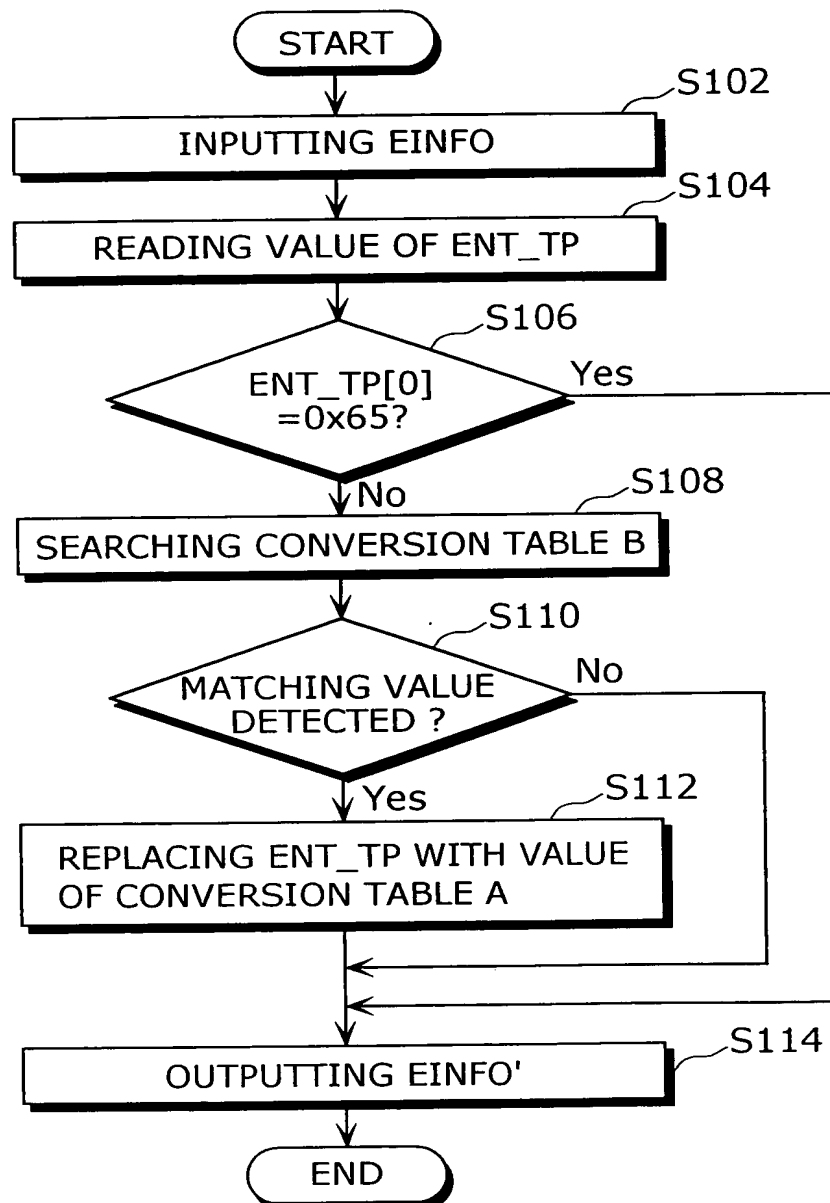 START
S102
INPUTTING EINFO
S104
READING VALUE OF ENT_TP
S106
ENT_TP[0]
=0x65?
Yes
No
S108
SEARCHING CONVERSION TABLE B
S110
MATCHING VALUE
DETECTED ?
No
Yes
S112
REPLACING ENT_TP WITH VALUE
OF CONVERSION TABLE A
S114
OUTPUTTING EINFO'
END